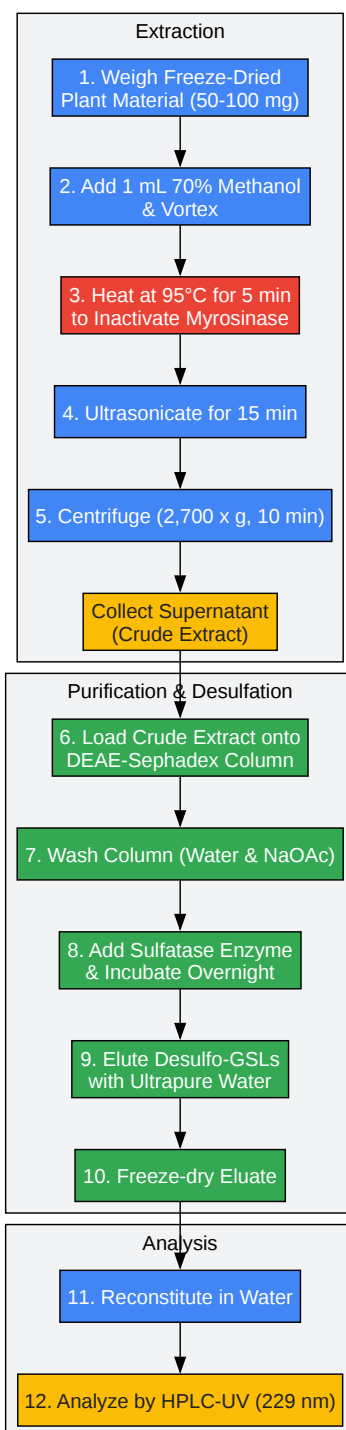 Extraction
1. Weigh Freeze-Dried
Plant Material (50-100 mg)
2. Add 1 mL 70% Methanol
& Vortex
3. Heat at 95°C for 5 min
to Inactivate Myrosinase
4. Ultrasonicate for 15 min
5. Centrifuge (2,700 x g, 10 min)
Collect Supernatant
(Crude Extract)
Purification & Desulfation
6. Load Crude Extract onto
DEAE-Sephadex Column
7. Wash Column (Water & NaOAc)
8. Add Sulfatase Enzyme
& Incubate Overnight
9. Elute Desulfo-GSLs
with Ultrapure Water
10. Freeze-dry Eluate
Analysis
11. Reconstitute in Water
12. Analyze by HPLC-UV (229 nm)